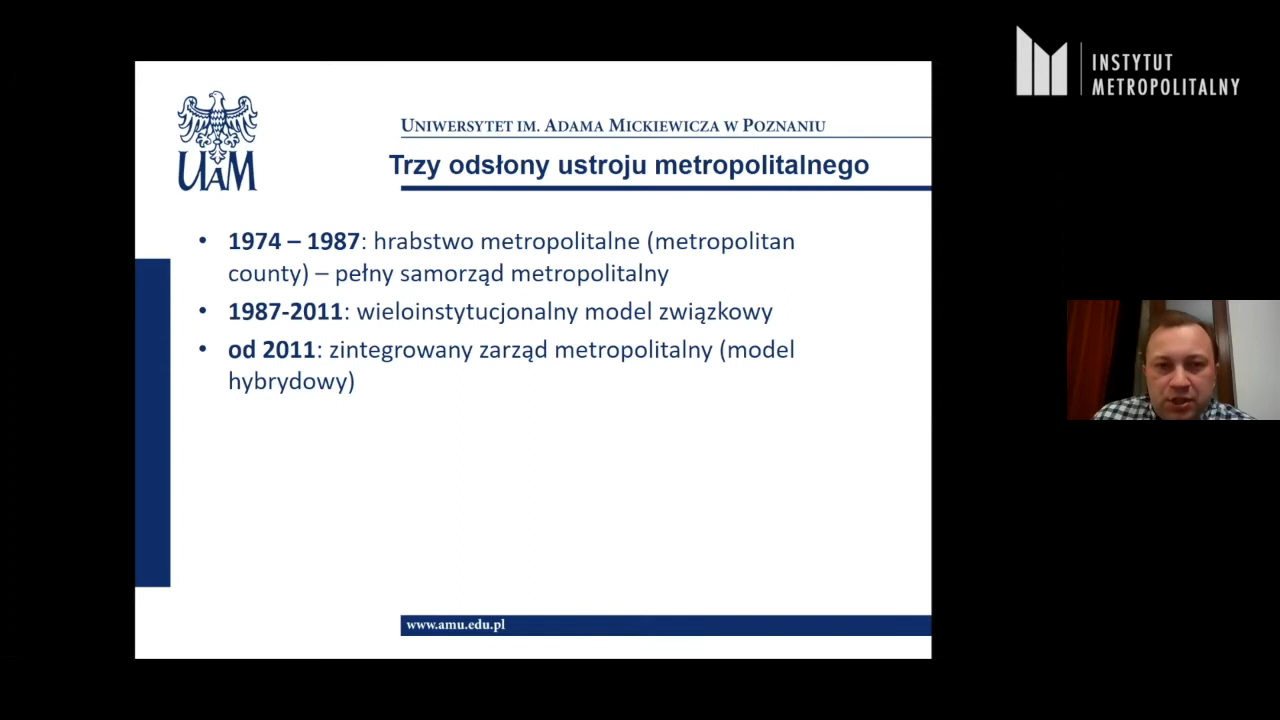 INSTYTUT
METROPOLITALNY
UAM
UNIWERSYTET IM. ADAMA MICKIEWICZA W POZNANIU
Trzy odsłony ustroju metropolitalnego
• 1974 – 1987: hrabstwo metropolitalne (metropolitan
county) – pełny samorząd metropolitalny
• 1987-2011: wieloinstytucjonalny model związkowy
• od 2011: zintegrowany zarząd metropolitalny (model
hybrydowy)
www.amu.edu.pl